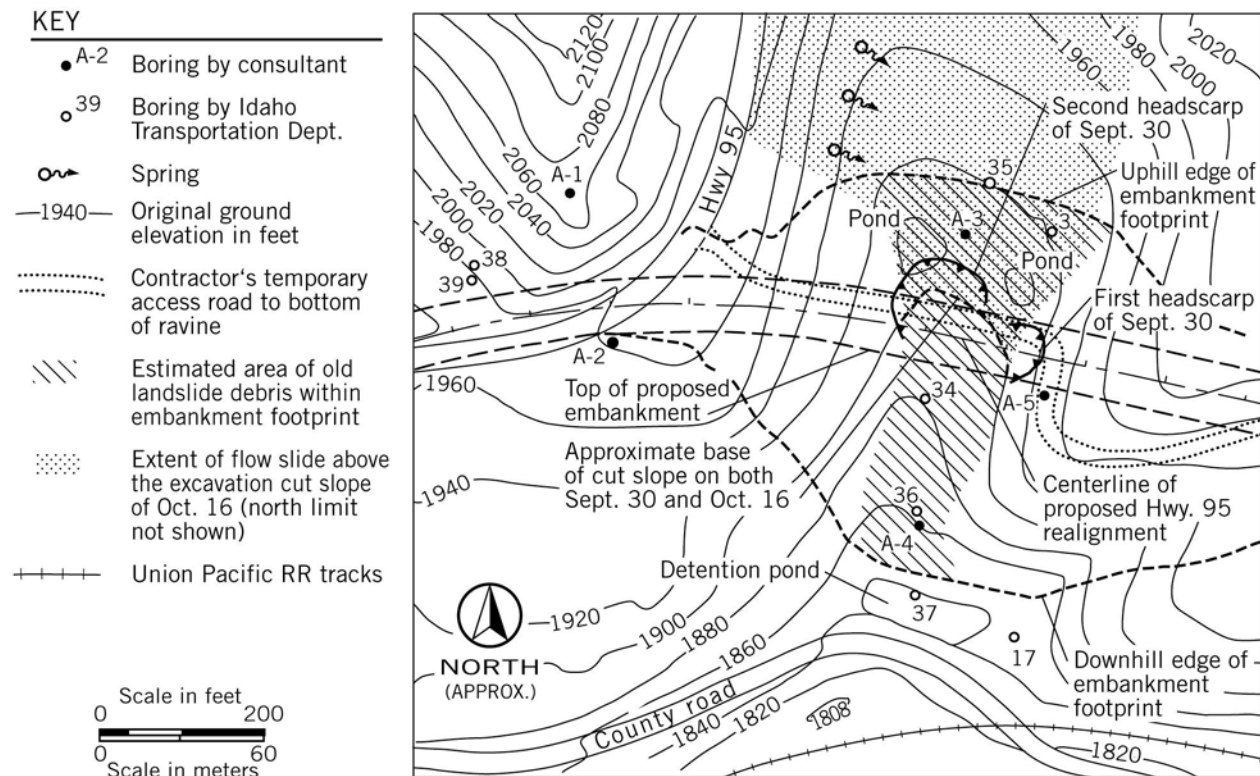 KEY
A-2 Boring by consultant
39 Boring by Idaho
Transportation Dept.
Spring
1940 Original ground
elevation in feet
Contractor's temporary
access road to bottom
of ravine
Estimated area of old
landslide debris within
embankment footprint
Extent of flow slide above
the excavation cut slope
of Oct. 16 (north limit
not shown)
Union Pacific RR tracks
Scale in feet
0 200
0 60
Scale in meters
NORTH
(APPROX.)
2120
2100
2080
2060
2040
2020
2000
1980
A-1
38
39
A-2
1960
1940
1920
1900
1880
1860
1840
1820
1808
1820
Hwy 95
1960
1980
2000
2020
Second headscarp
of Sept. 30
Uphill edge of
embankment
footprint
35
Pond
A-3
3
Pond
First headscarp
of Sept. 30
Top of proposed
embankment
34
A-5
Approximate base
of cut slope on both
Sept. 30 and Oct. 16
Centerline of
proposed Hwy. 95
realignment
36
A-4
Detention pond
37
17
Downhill edge of
embankment
footprint
County road